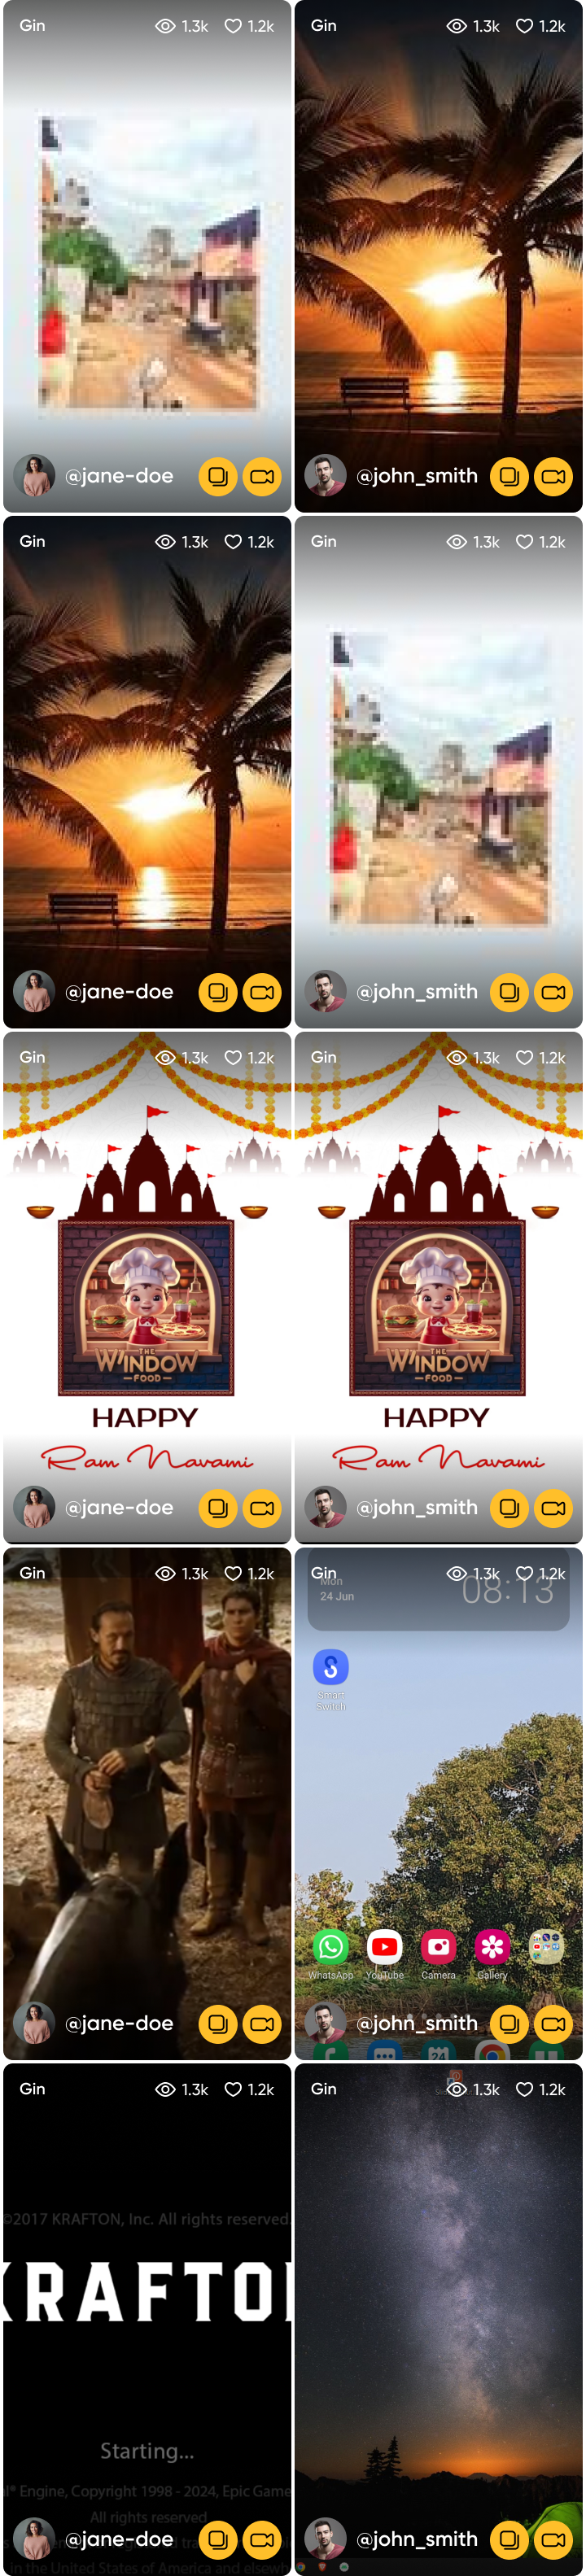 Gin 1.3k 1.2k
@jane-doe
Gin 1.3k 1.2k
@john_smith
Gin 1.3k 1.2k
@jane-doe
Gin 1.3k 1.2k
@john_smith
Gin 1.3k 1.2k
THE
WINDOW
FOOD
HAPPY
Ram Navami
@jane-doe
Gin 1.3k 1.2k
THE
WINDOW
FOOD
HAPPY
Ram Navami
@john_smith
Gin 1.3k 1.2k
@jane-doe
Gin 1.3k 1.2k
Mon
24 Jun
08:13
Smart
Switch
WhatsApp YouTube Camera Gallery
@john_smith
24
Gin 1.3k 1.2k
©2017 KRAFTON, Inc. All rights reserved.
KRAFTO
Starting...
Engine, Copyright 1998 - 2024, Epic Game
All rights reserved
@jane-doe
in the United States of America and elsewh
Gin 1.3k 1.2k
@john_smith